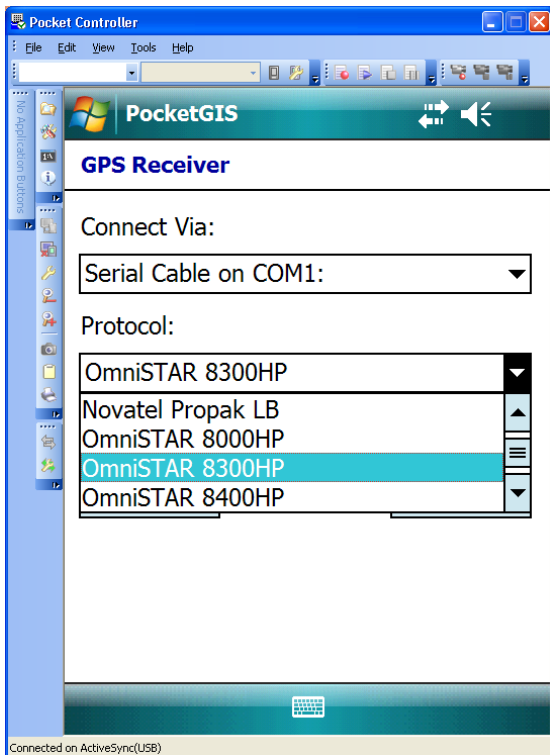 Pocket Controller
File Edit View Tools Help
No Application Buttons
PocketGIS
GPS Receiver
Connect Via:
Serial Cable on COM1:
Protocol:
OmniSTAR 8300HP
Novatel Propak LB
OmniSTAR 8000HP
OmniSTAR 8300HP
OmniSTAR 8400HP
Connected on ActiveSync(USB)